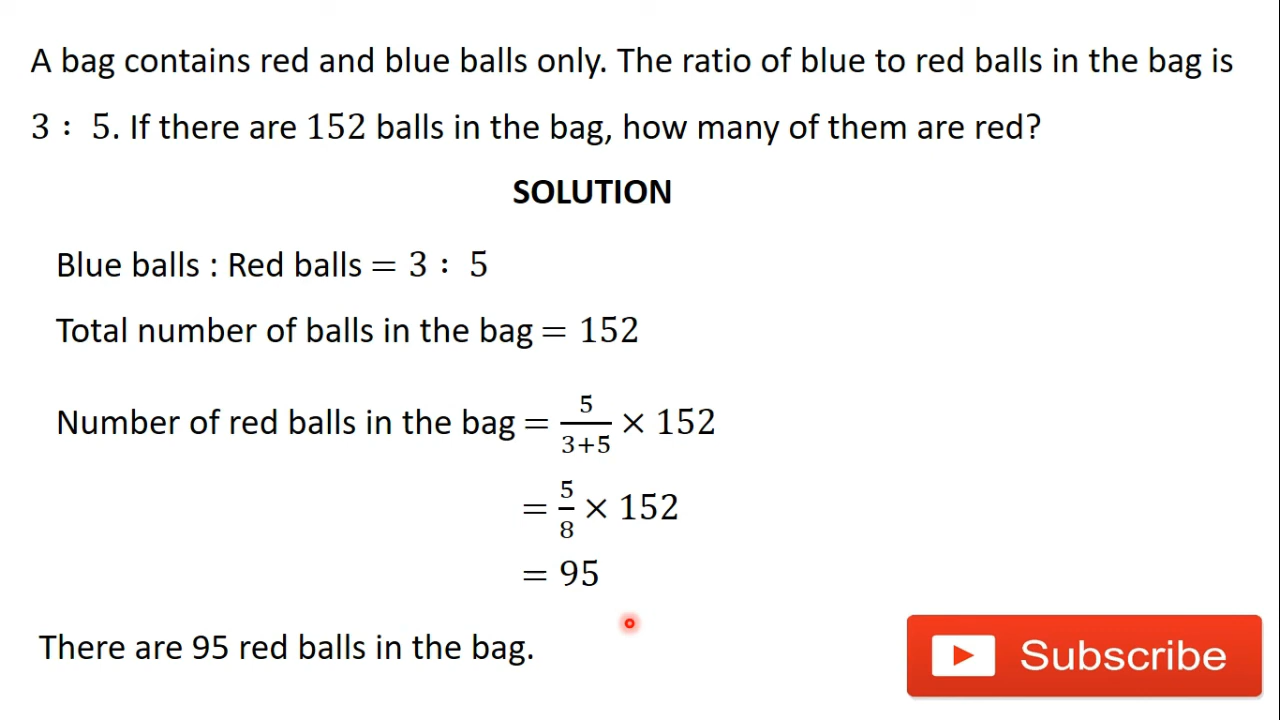 A bag contains red and blue balls only. The ratio of blue to red balls in the bag is
3 : 5. If there are 152 balls in the bag, how many of them are red?
SOLUTION
Blue balls : Red balls = 3 : 5
Total number of balls in the bag = 152
Number of red balls in the bag = 5/(3+5) × 152
= 5/8 × 152
= 95
There are 95 red balls in the bag.
Subscribe